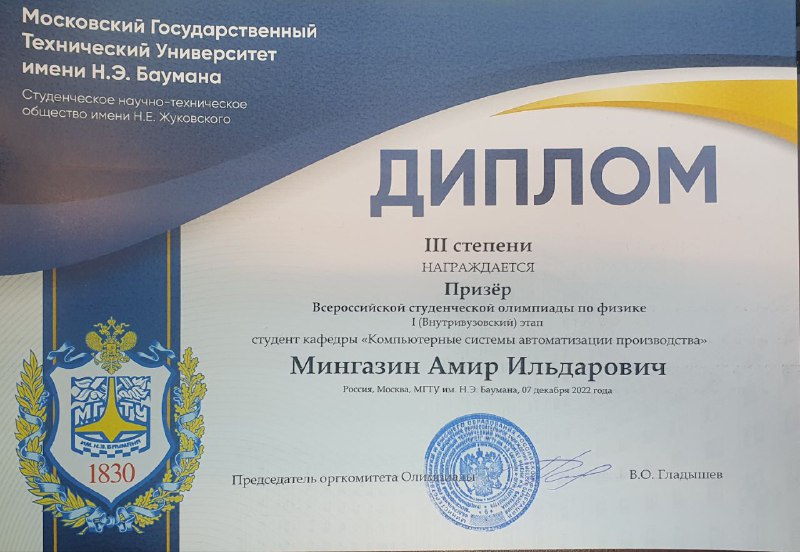 Московский Государственный
Технический Университет
имени Н.Э. Баумана
Студенческое научно-техническое
общество имени Н.Е. Жуковского
ДИПЛОМ
III степени
НАГРАЖДАЕТСЯ
Призёр
Всероссийской студенческой олимпиады по физике
I (Внутривузовский) этап
студент кафедры «Компьютерные системы автоматизации производства»
Мингазин Амир Ильдарович
Россия, Москва, МГТУ им. Н.Э. Баумана, 07 декабря 2022 года
МГТУ
ИМ. Н.Э. БАУМАНА
1830
Председатель оргкомитета Олимпиады
В.О. Гладышев